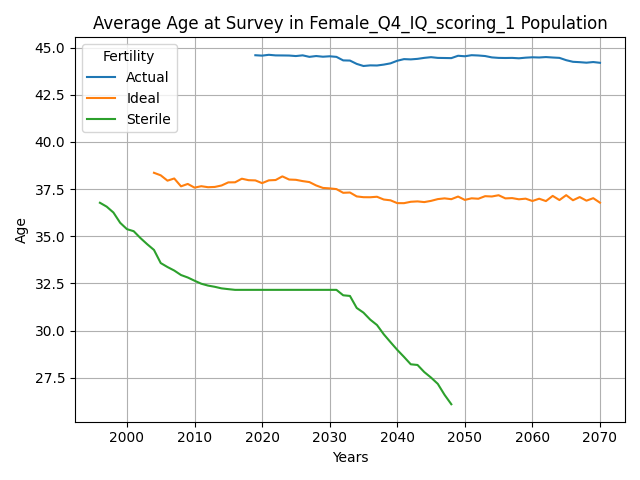 Average Age at Survey in Female_Q4_IQ_scoring_1 Population
Fertility
Actual
Ideal
Sterile
45.0
42.5
40.0
37.5
35.0
32.5
30.0
27.5
Age
2000 2010 2020 2030 2040 2050 2060 2070
Years